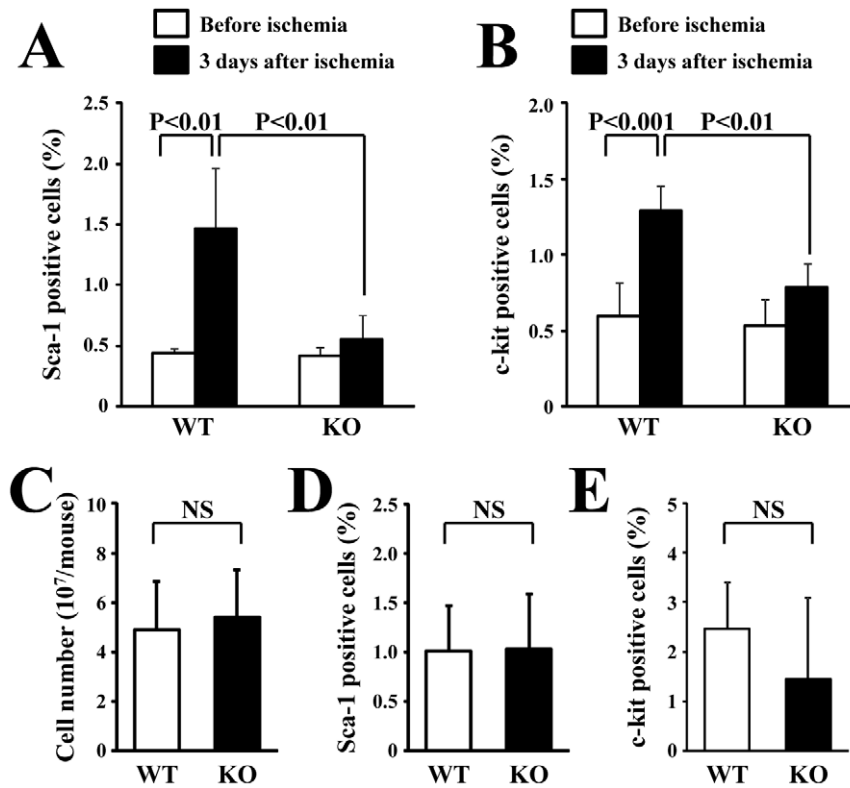 A
Before ischemia
3 days after ischemia
Sca-1 positive cells (%)
2.5
2.0
1.5
1.0
0.5
0
P<0.01
P<0.01
WT
KO
B
Before ischemia
3 days after ischemia
c-kit positive cells (%)
2.0
1.5
1.0
0.5
0
P<0.001
P<0.01
WT
KO
C
Cell number (10⁷/mouse)
10
8
6
4
2
0
NS
WT
KO
D
Sca-1 positive cells (%)
2.5
2.0
1.5
1.0
0.5
0
NS
WT
KO
E
c-kit positive cells (%)
5
4
3
2
1
0
NS
WT
KO